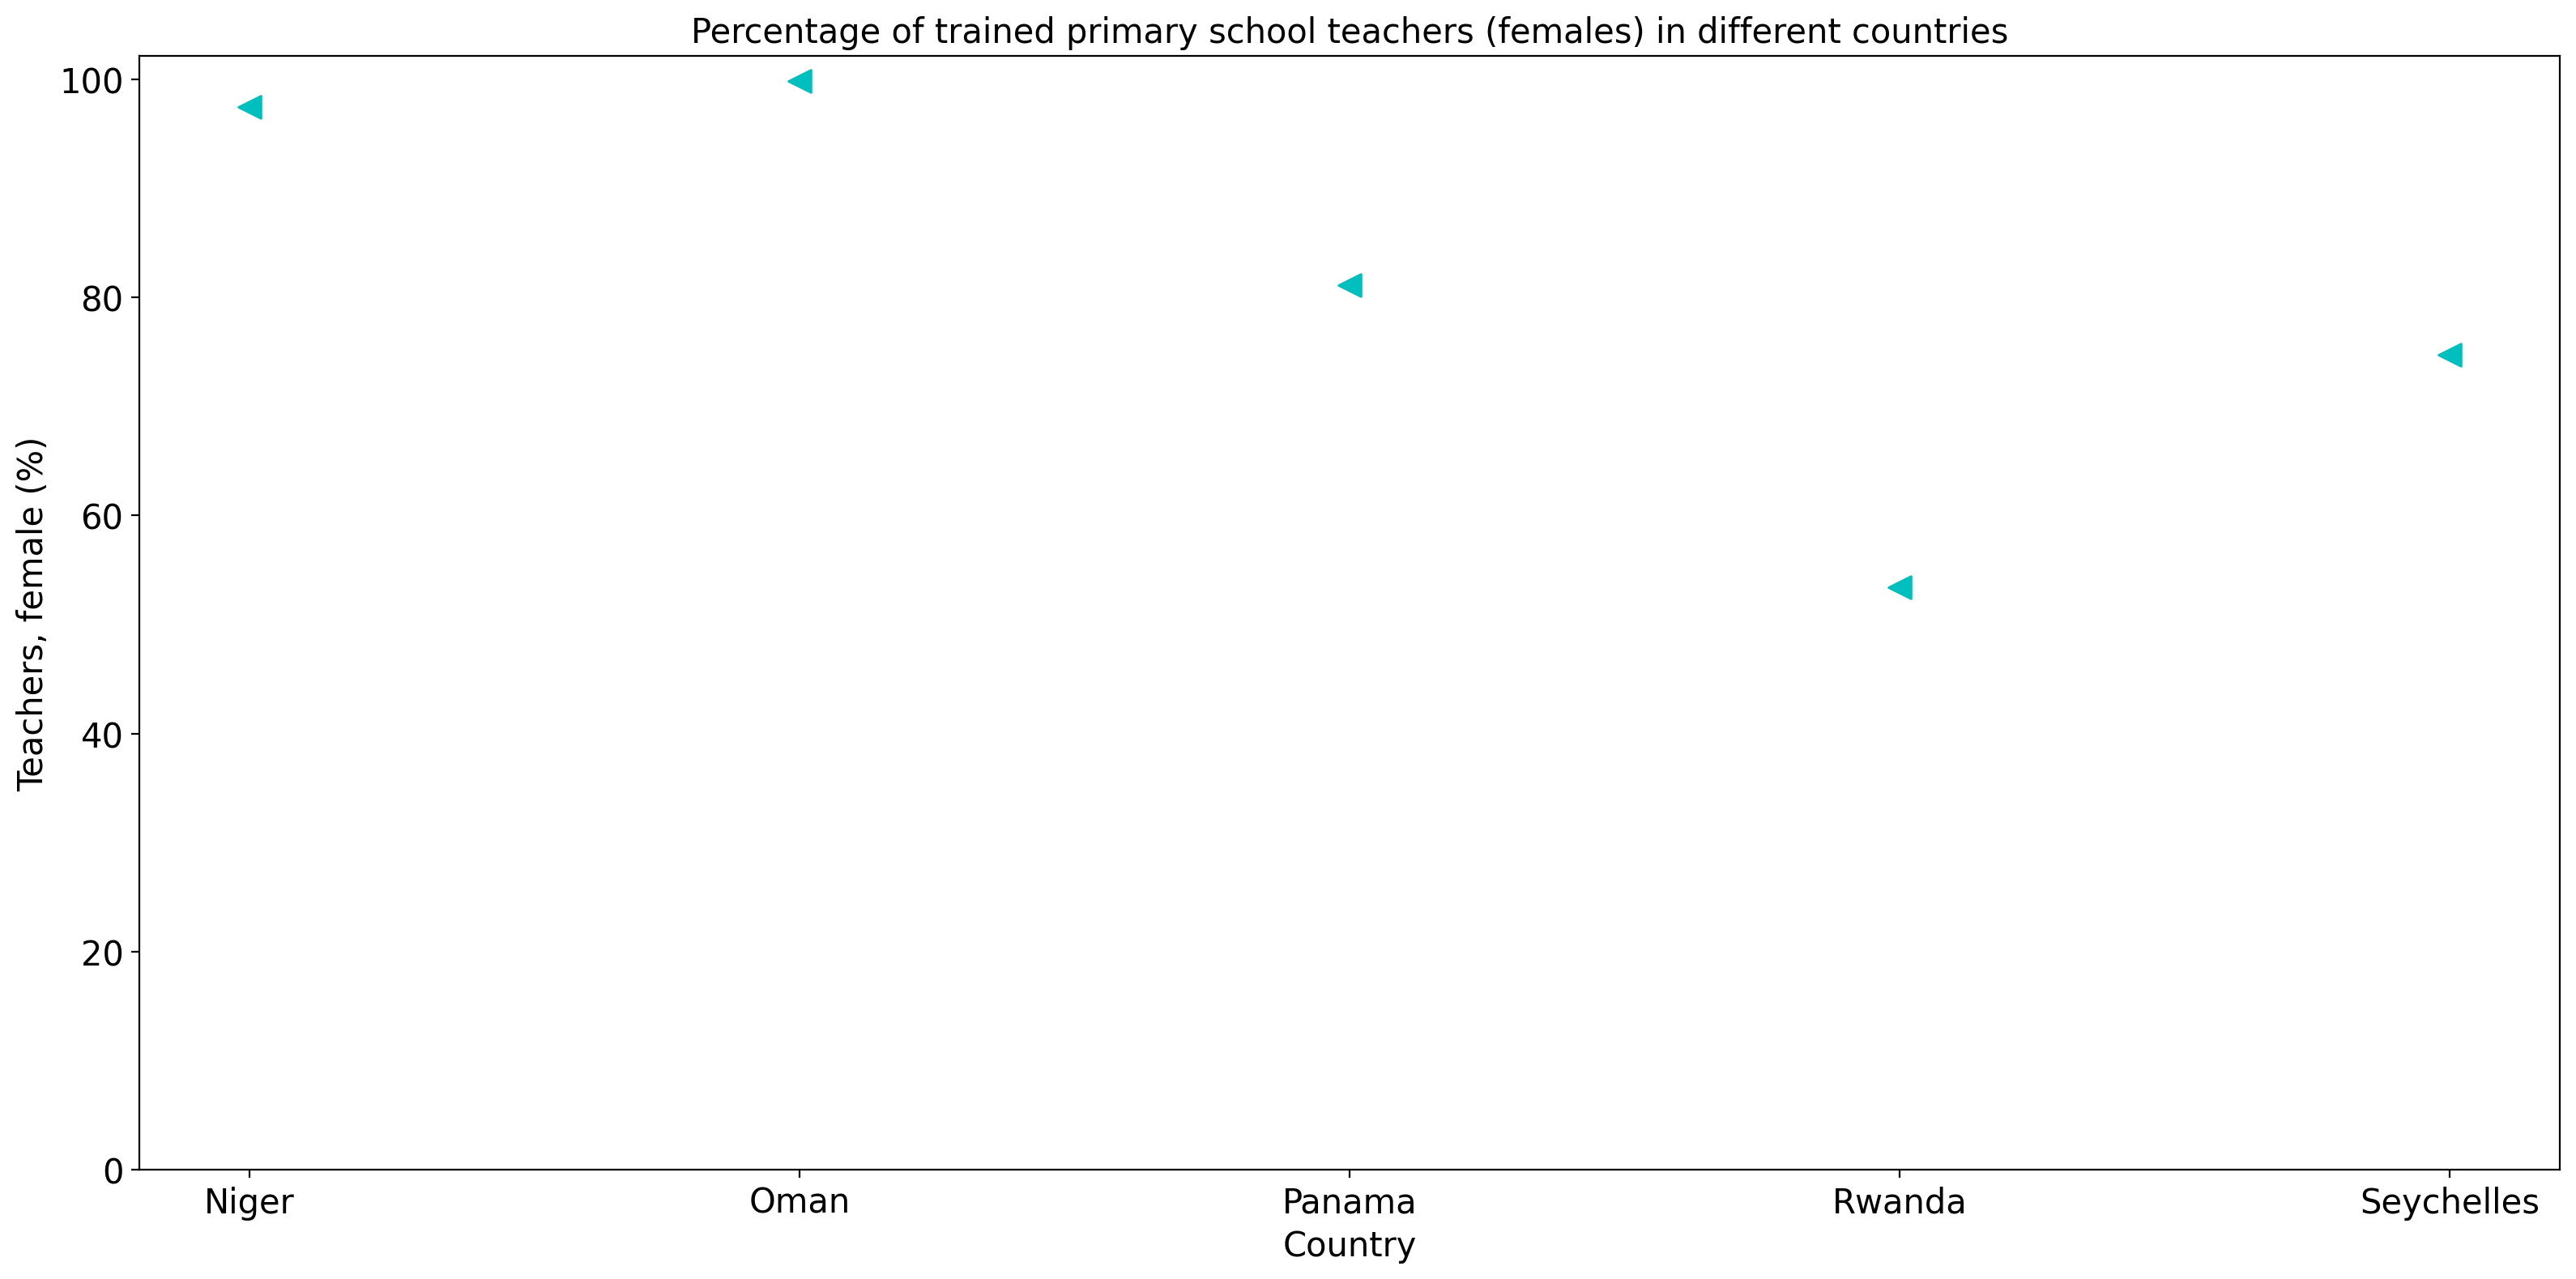 Percentage of trained primary school teachers (females) in different countries
Teachers, female (%)
100
80
60
40
20
0
Niger Oman Panama Rwanda Seychelles
Country